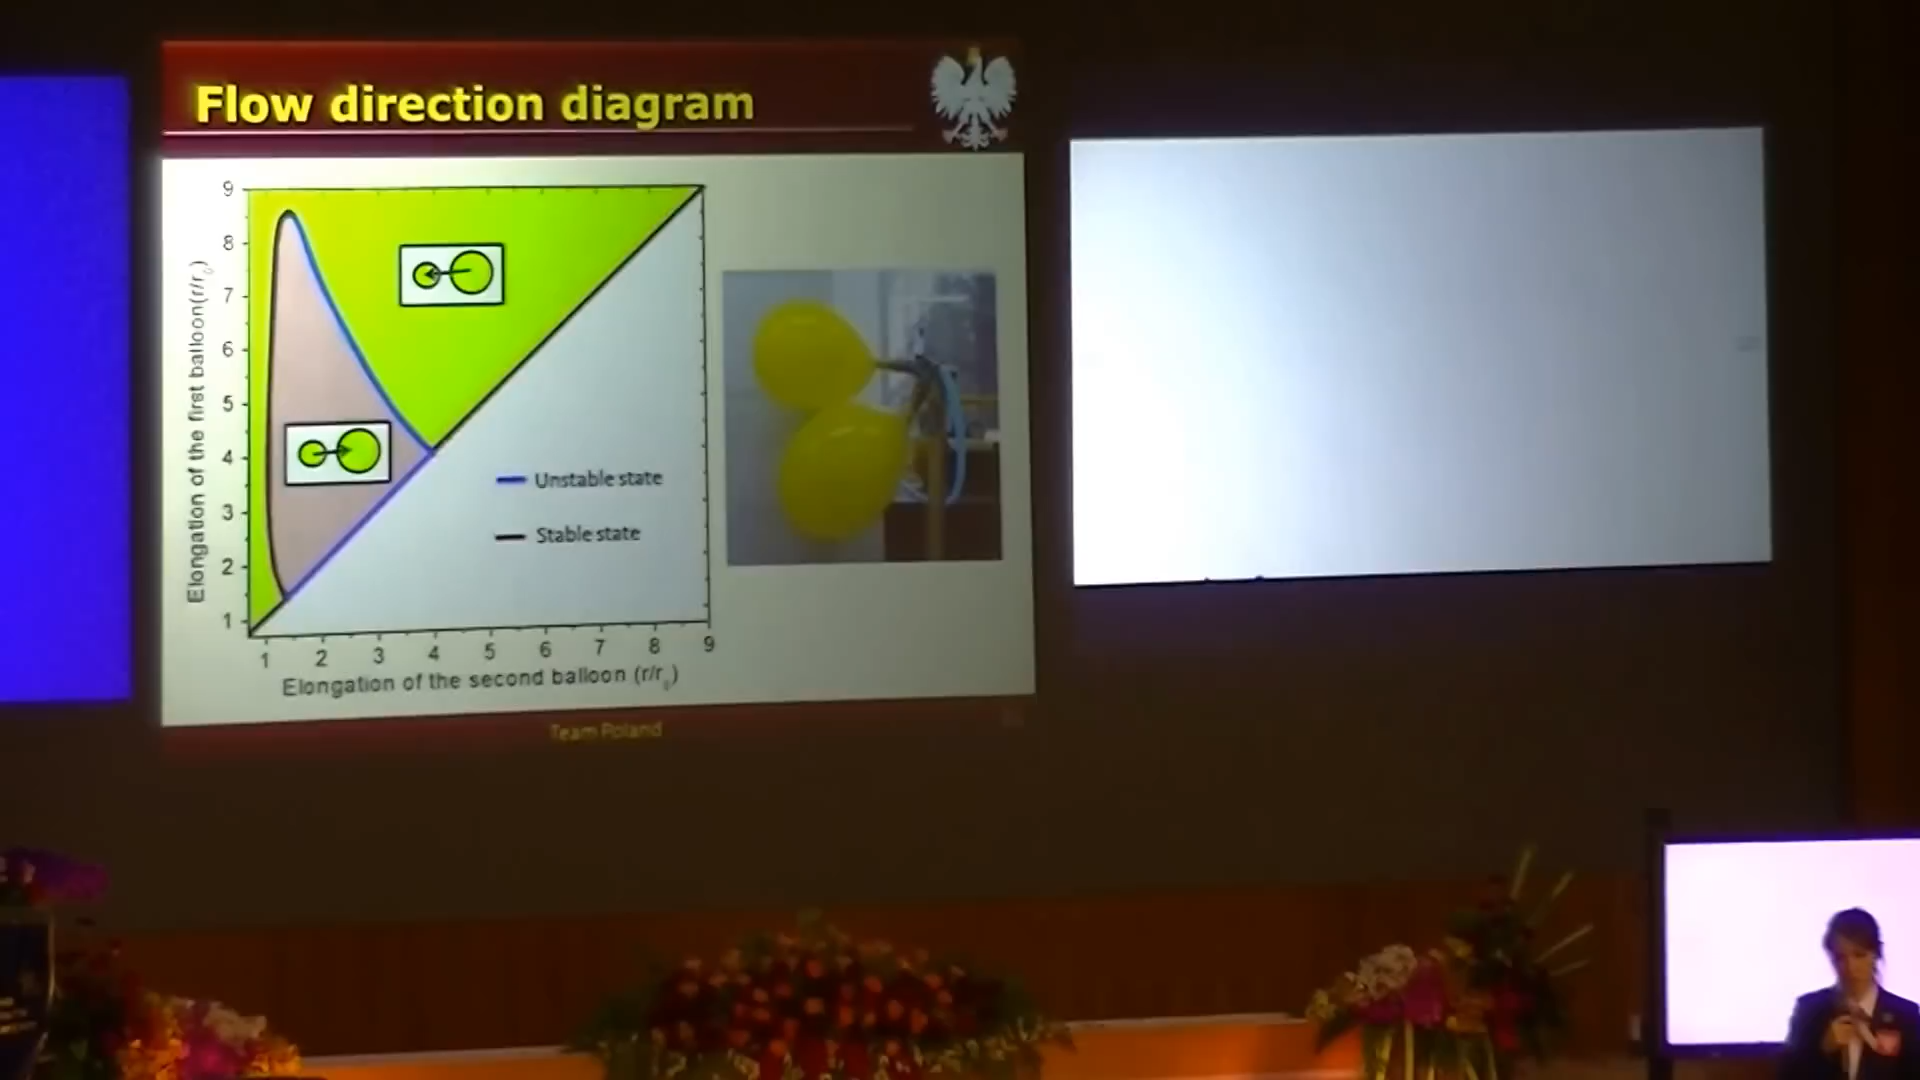 Flow direction diagram
9
8
7
6
5
4
3
2
1
Elongation of the first balloon(r/r₀)
Unstable state
Stable state
1 2 3 4 5 6 7 8 9
Elongation of the second balloon (r/r₀)
Team Poland